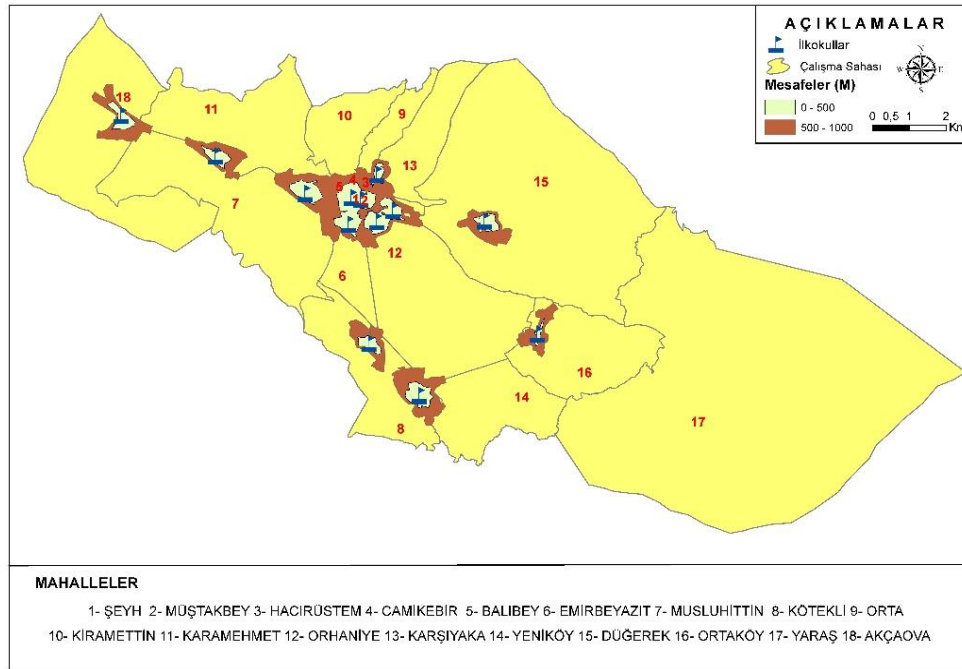 AÇIKLAMALAR
İlkokullar
Çalışma Sahası
Mesafeler (M)
0 - 500
500 - 1000
N
W
E
S
0 0,5 1 2
Km
18
11
10
9
13
15
5
4
3
12
7
12
6
16
14
8
17
MAHALLELER
1- ŞEYH 2- MÜŞTAKBEY 3- HACIRÜSTEM 4- CAMİKEBİR 5- BALIBEY 6- EMİRBEYAZIT 7- MUSLUHİTTİN 8- KÖTEKLİ 9- ORTA
10- KİRAMETTİN 11- KARAMEHMET 12- ORHANİYE 13- KARŞIYAKA 14- YENİKÖY 15- DÜĞEREK 16- ORTAKÖY 17- YARAŞ 18- AKÇAOVA